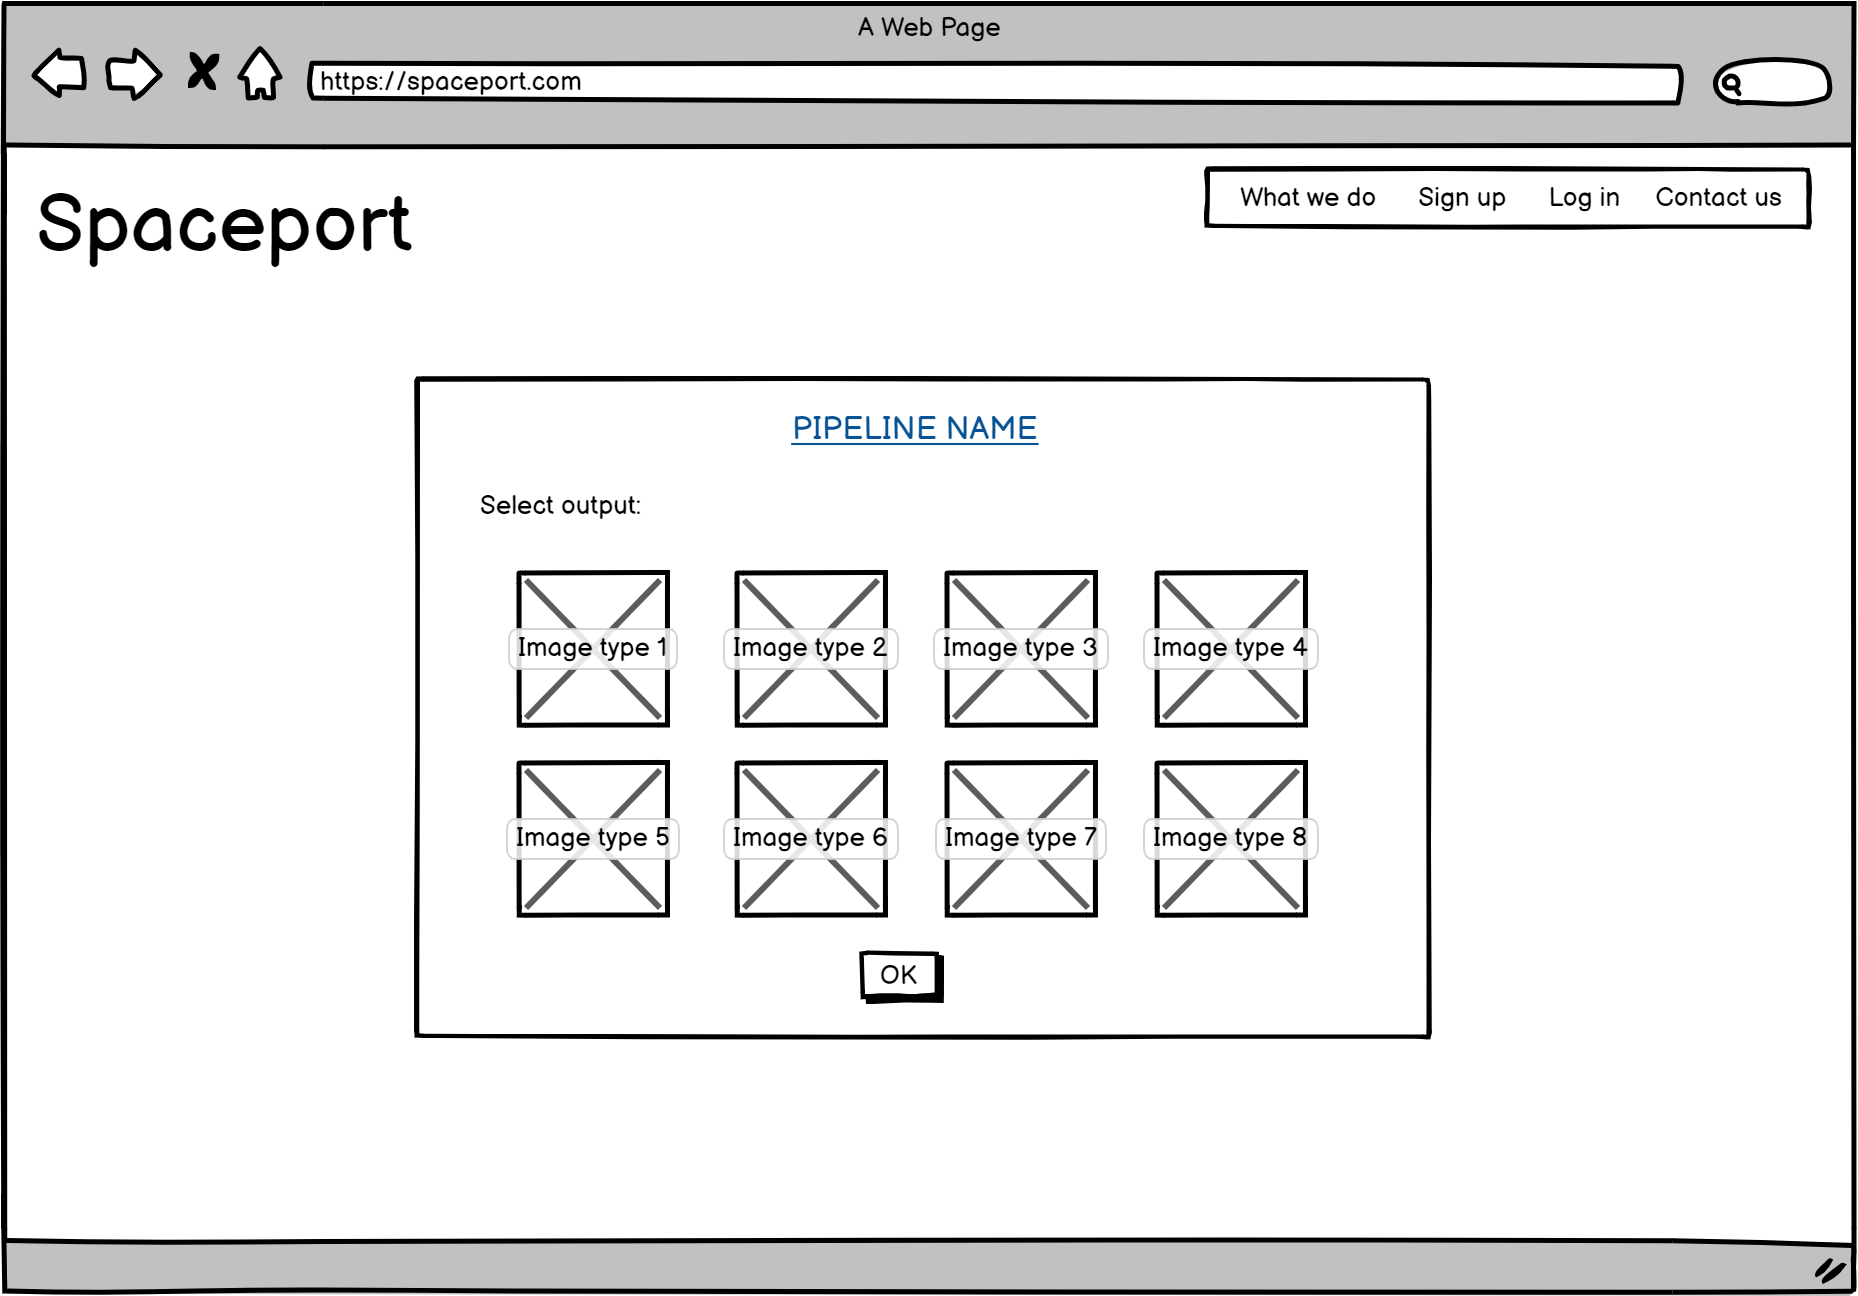 A Web Page
https://spaceport.com
What we do Sign up Log in Contact us
Spaceport
PIPELINE NAME
Select output:
Image type 1 Image type 2 Image type 3 Image type 4
Image type 5 Image type 6 Image type 7 Image type 8
OK